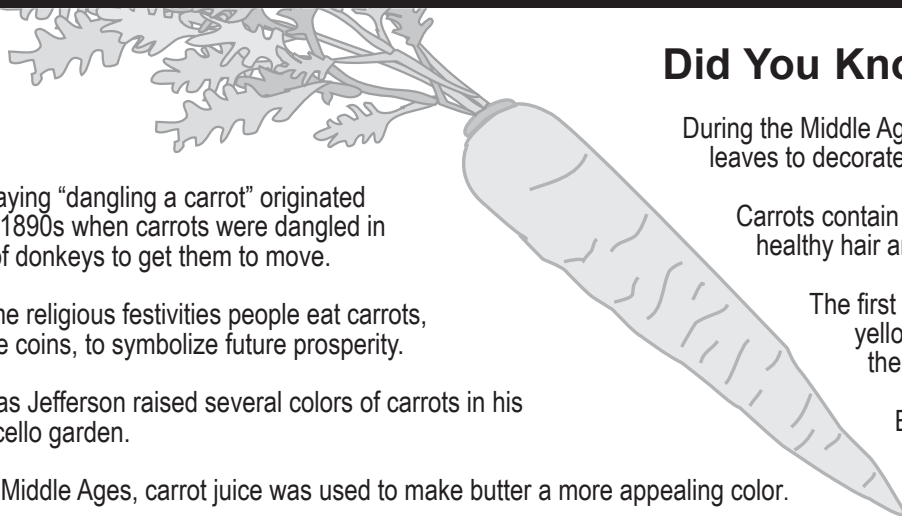 Did You Kno
During the Middle Ag
leaves to decorate
Carrots contain
healthy hair a
The first
yello
the
aying “dangling a carrot” originated
1890s when carrots were dangled in
f donkeys to get them to move.
e religious festivities people eat carrots,
e coins, to symbolize future prosperity.
as Jefferson raised several colors of carrots in his
cello garden.
Middle Ages, carrot juice was used to make butter a more appealing color.